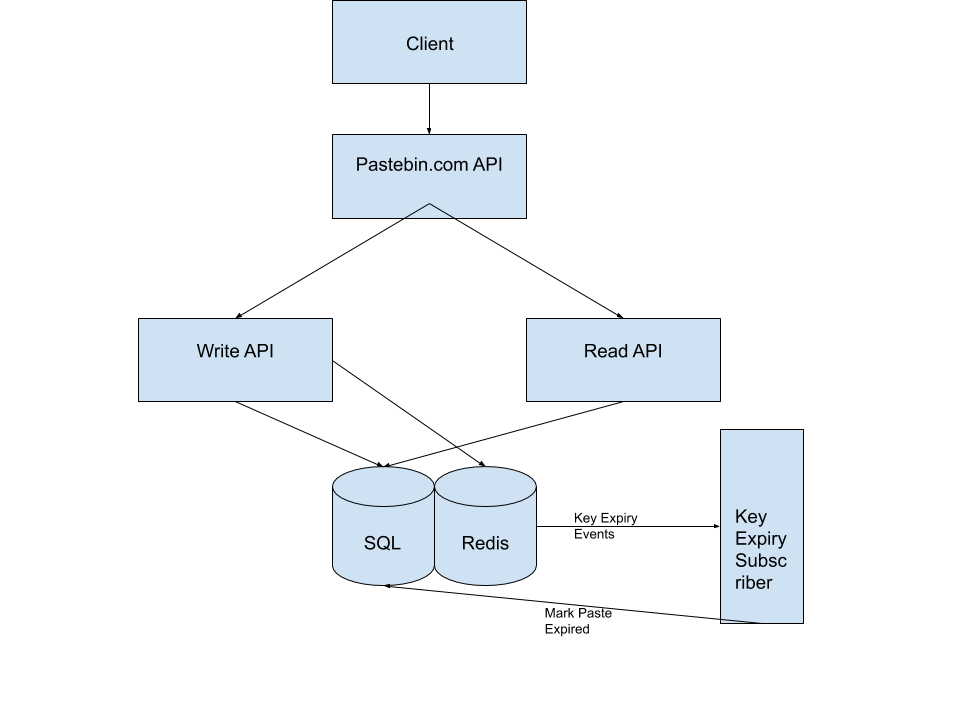 Client
Pastebin.com API
Write API
Read API
SQL
Redis
Key Expiry
Events
Key
Expiry
Subsc
riber
Mark Paste
Expired